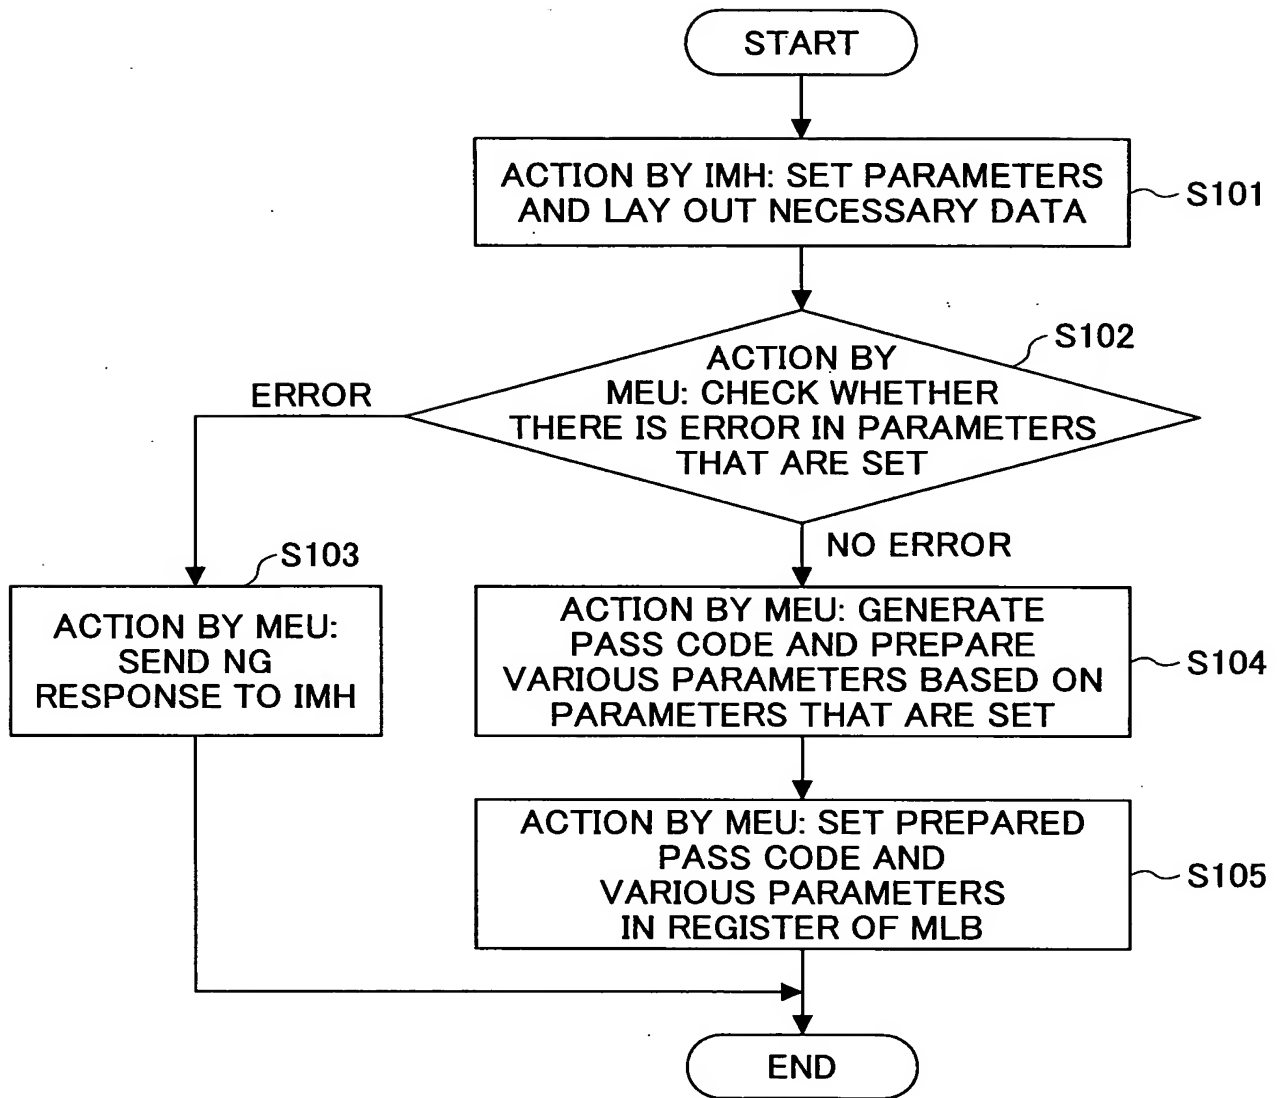 START
ACTION BY IMH: SET PARAMETERS
AND LAY OUT NECESSARY DATA
S101
S102
ACTION BY
MEU: CHECK WHETHER
THERE IS ERROR IN PARAMETERS
THAT ARE SET
ERROR
NO ERROR
S103
ACTION BY MEU:
SEND NG
RESPONSE TO IMH
ACTION BY MEU: GENERATE
PASS CODE AND PREPARE
VARIOUS PARAMETERS BASED ON
PARAMETERS THAT ARE SET
S104
ACTION BY MEU: SET PREPARED
PASS CODE AND
VARIOUS PARAMETERS
IN REGISTER OF MLB
S105
END